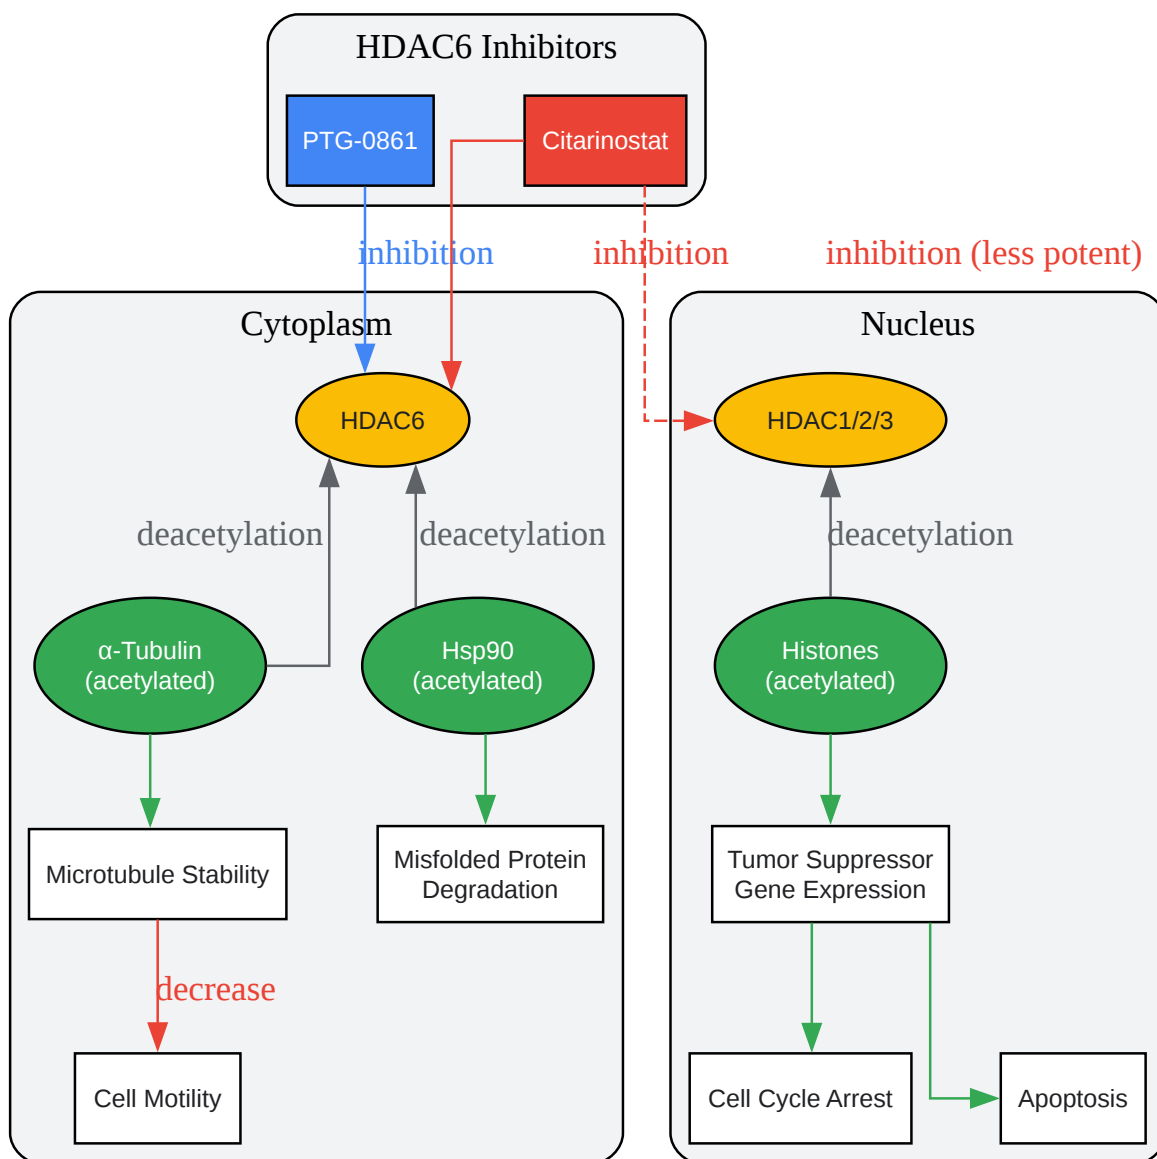 HDAC6 Inhibitors
PTG-0861
Citarinostat
inhibition
inhibition
inhibition (less potent)
Cytoplasm
Nucleus
HDAC6
HDAC1/2/3
deacetylation
deacetylation
deacetylation
α-Tubulin
(acetylated)
Hsp90
(acetylated)
Histones
(acetylated)
Microtubule Stability
Misfolded Protein
Degradation
Tumor Suppressor
Gene Expression
decrease
Cell Motility
Cell Cycle Arrest
Apoptosis